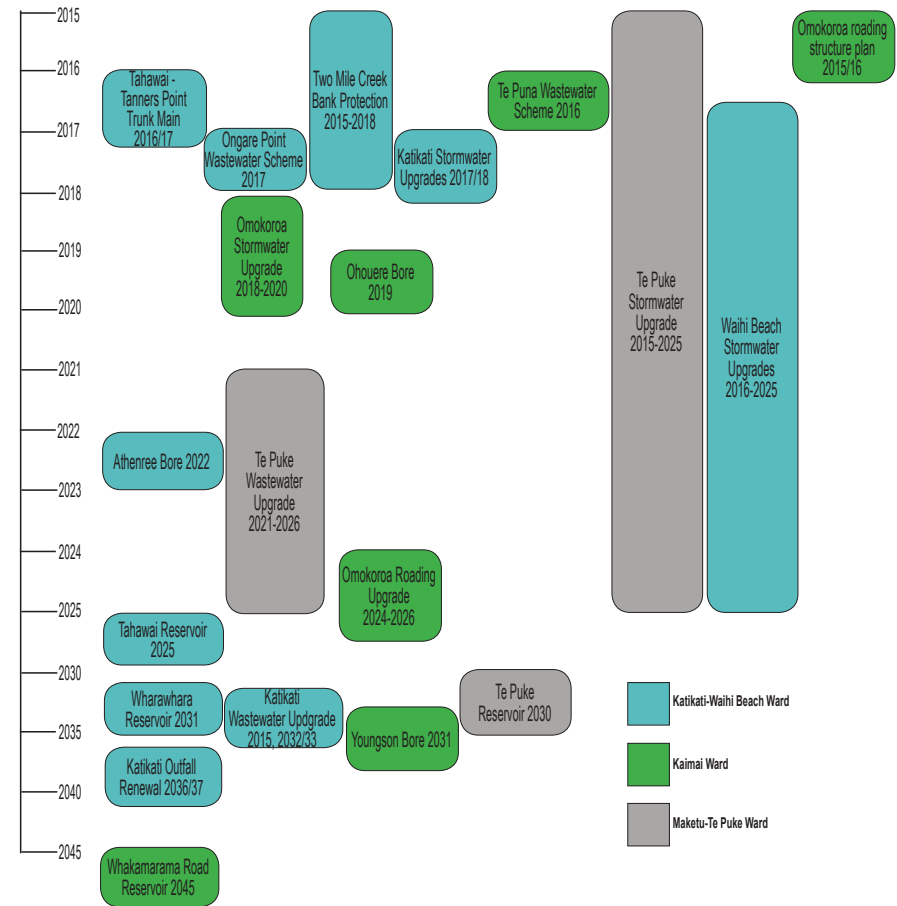 2015
2016
2017
2018
2019
2020
2021
2022
2023
2024
2025
2030
2035
2040
2045
Tahawai -
Tanners Point
Trunk Main
2016/17
Ongare Point
Wastewater Scheme
2017
Two Mile Creek
Bank Protection
2015-2018
Katikati Stormwater
Upgrades 2017/18
Te Puna Wastewater
Scheme 2016
Omokoroa roading
structure plan
2015/16
Omokoroa
Stormwater
Upgrade
2018-2020
Ohouere Bore
2019
Te Puke
Stormwater
Upgrade
2015-2025
Waihi Beach
Stormwater
Upgrades
2016-2025
Athenree Bore 2022
Te Puke
Wastewater
Upgrade
2021-2026
Omokoroa Roading
Upgrade
2024-2026
Tahawai Reservoir
2025
Wharawhara
Reservoir 2031
Katikati
Wastewater Updgrade
2015, 2032/33
Youngson Bore 2031
Te Puke
Reservoir 2030
Katikati Outfall
Renewal 2036/37
Whakamarama Road
Reservoir 2045
Katikati-Waihi Beach Ward
Kaimai Ward
Maketu-Te Puke Ward